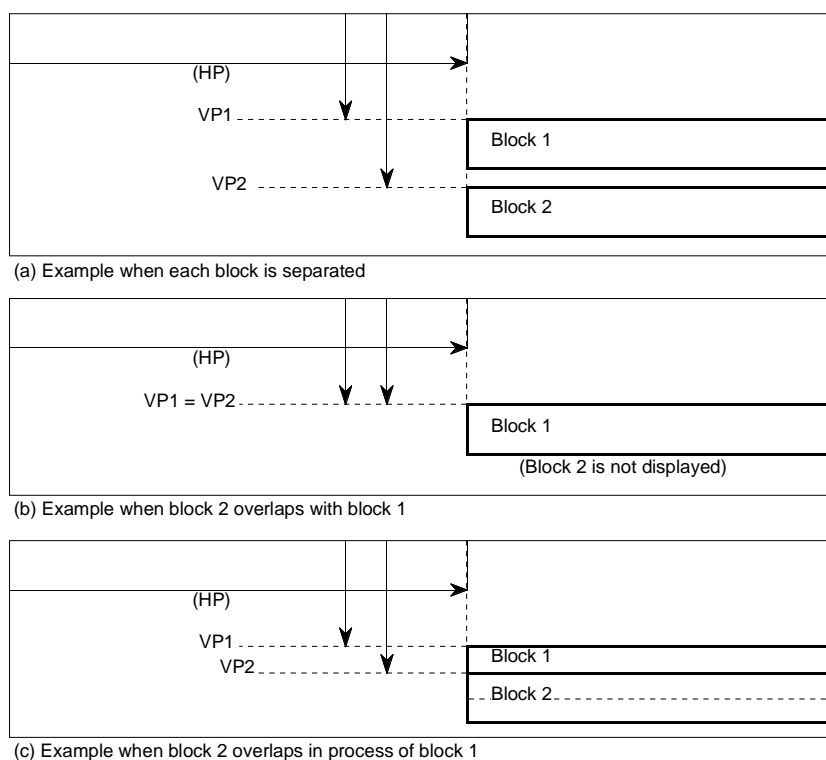 (HP)
VP1
Block 1
VP2
Block 2
(a) Example when each block is separated
(HP)
VP1 = VP2
Block 1
(Block 2 is not displayed)
(b) Example when block 2 overlaps with block 1
(HP)
VP1
Block 1
VP2
Block 2
(c) Example when block 2 overlaps in process of block 1